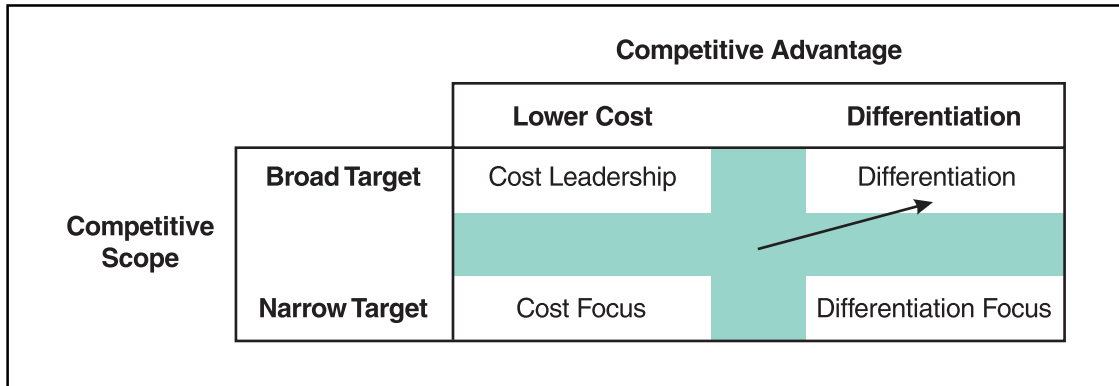 Competitive Advantage
Lower Cost
Differentiation
Broad Target
Cost Leadership
Differentiation
Competitive
Scope
Narrow Target
Cost Focus
Differentiation Focus